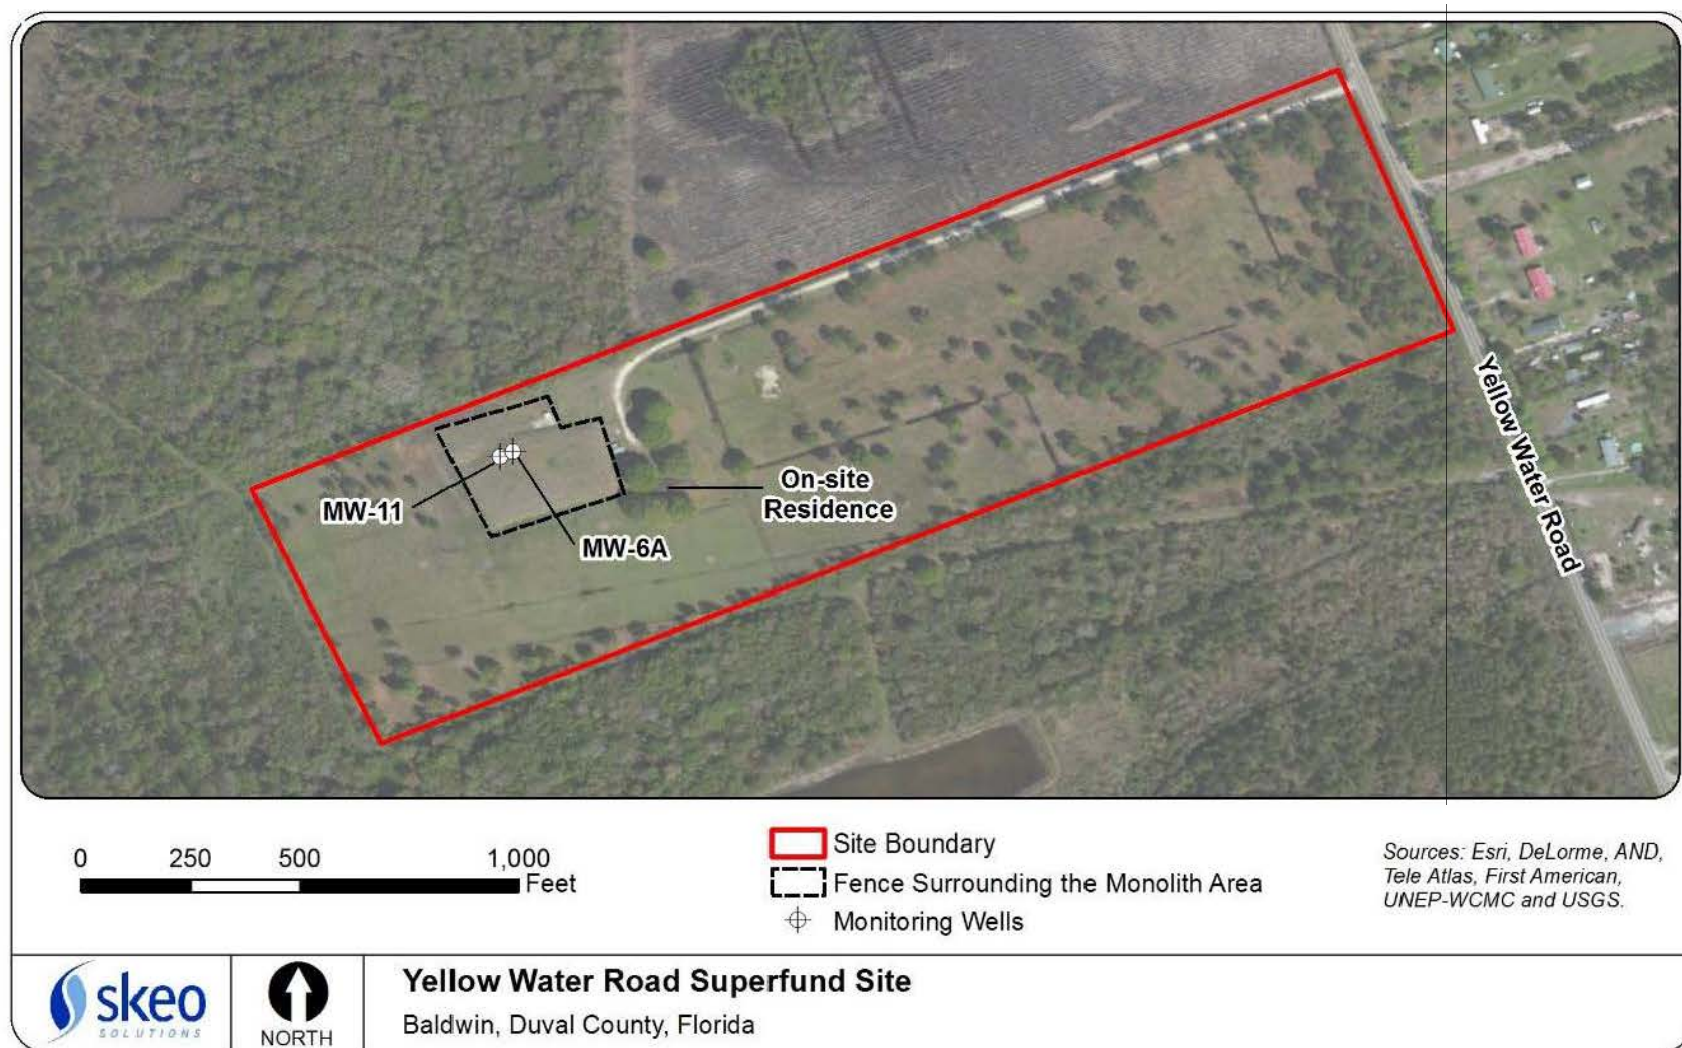 MW-11
MW-6A
On-site
Residence
Yellow Water Road
0 250 500 1,000
Feet
Site Boundary
Fence Surrounding the Monolith Area
Monitoring Wells
Sources: Esri, DeLorme, AND,
Tele Atlas, First American,
UNEP-WCMC and USGS.
skeo
SOLUTIONS
NORTH
Yellow Water Road Superfund Site
Baldwin, Duval County, Florida